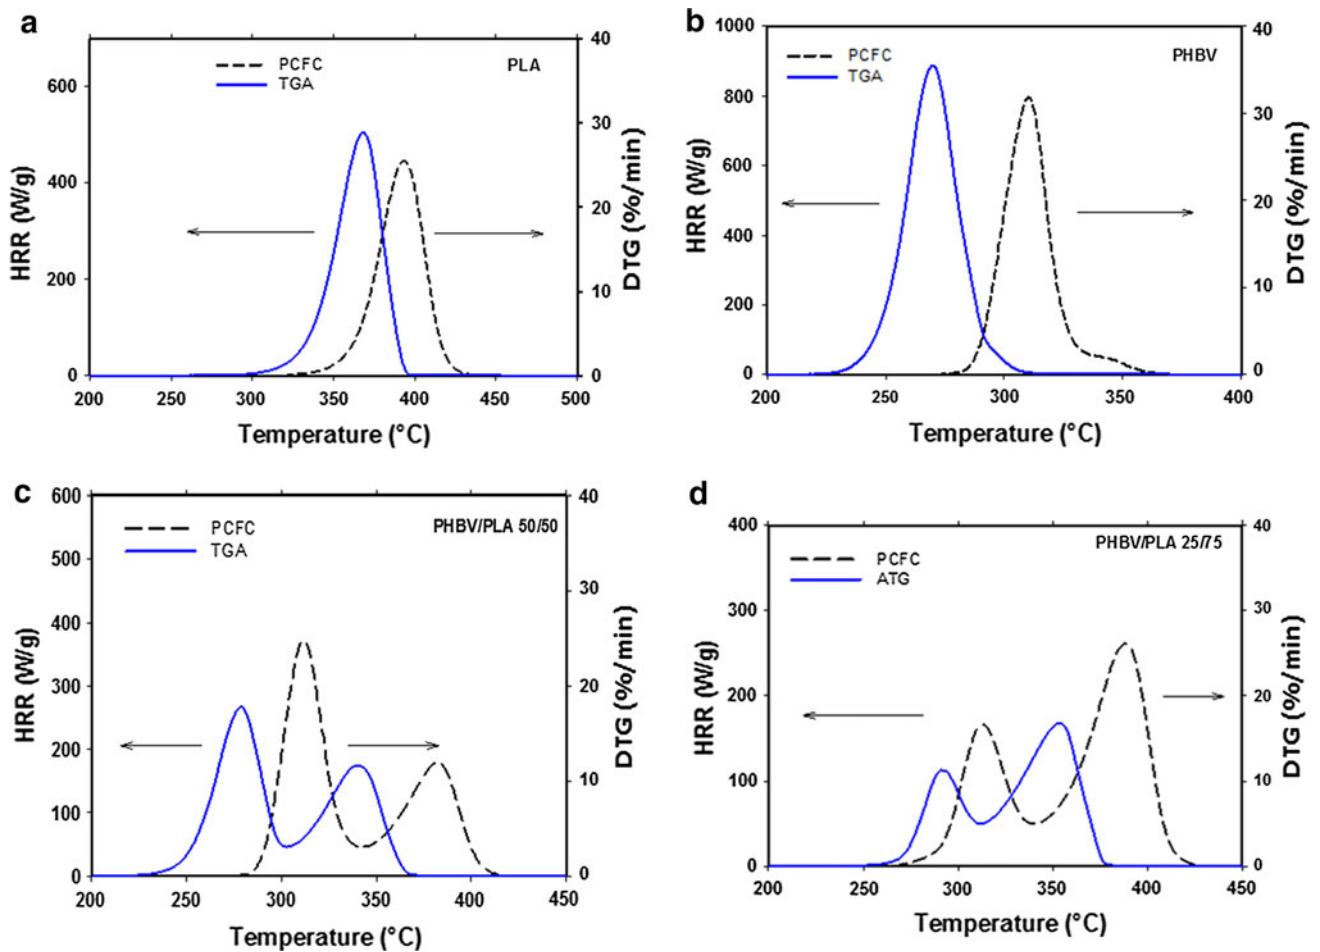 a
PLA
PCFC
TGA
HRR (W/g)
600
400
200
0
40
30
20
10
0
DTG (%/min)
200 250 300 350 400 450 500
Temperature (°C)
b
PHBV
PCFC
TGA
HRR (W/g)
1000
800
600
400
200
0
40
30
20
10
0
DTG (%/min)
200 250 300 350 400
Temperature (°C)
c
PHBV/PLA 50/50
PCFC
TGA
HRR (W/g)
600
500
400
300
200
100
0
40
30
20
10
0
DTG (%/min)
200 250 300 350 400 450
Temperature (°C)
d
PHBV/PLA 25/75
PCFC
ATG
HRR (W/g)
400
300
200
100
0
40
30
20
10
0
DTG (%/min)
200 250 300 350 400 450
Temperature (°C)